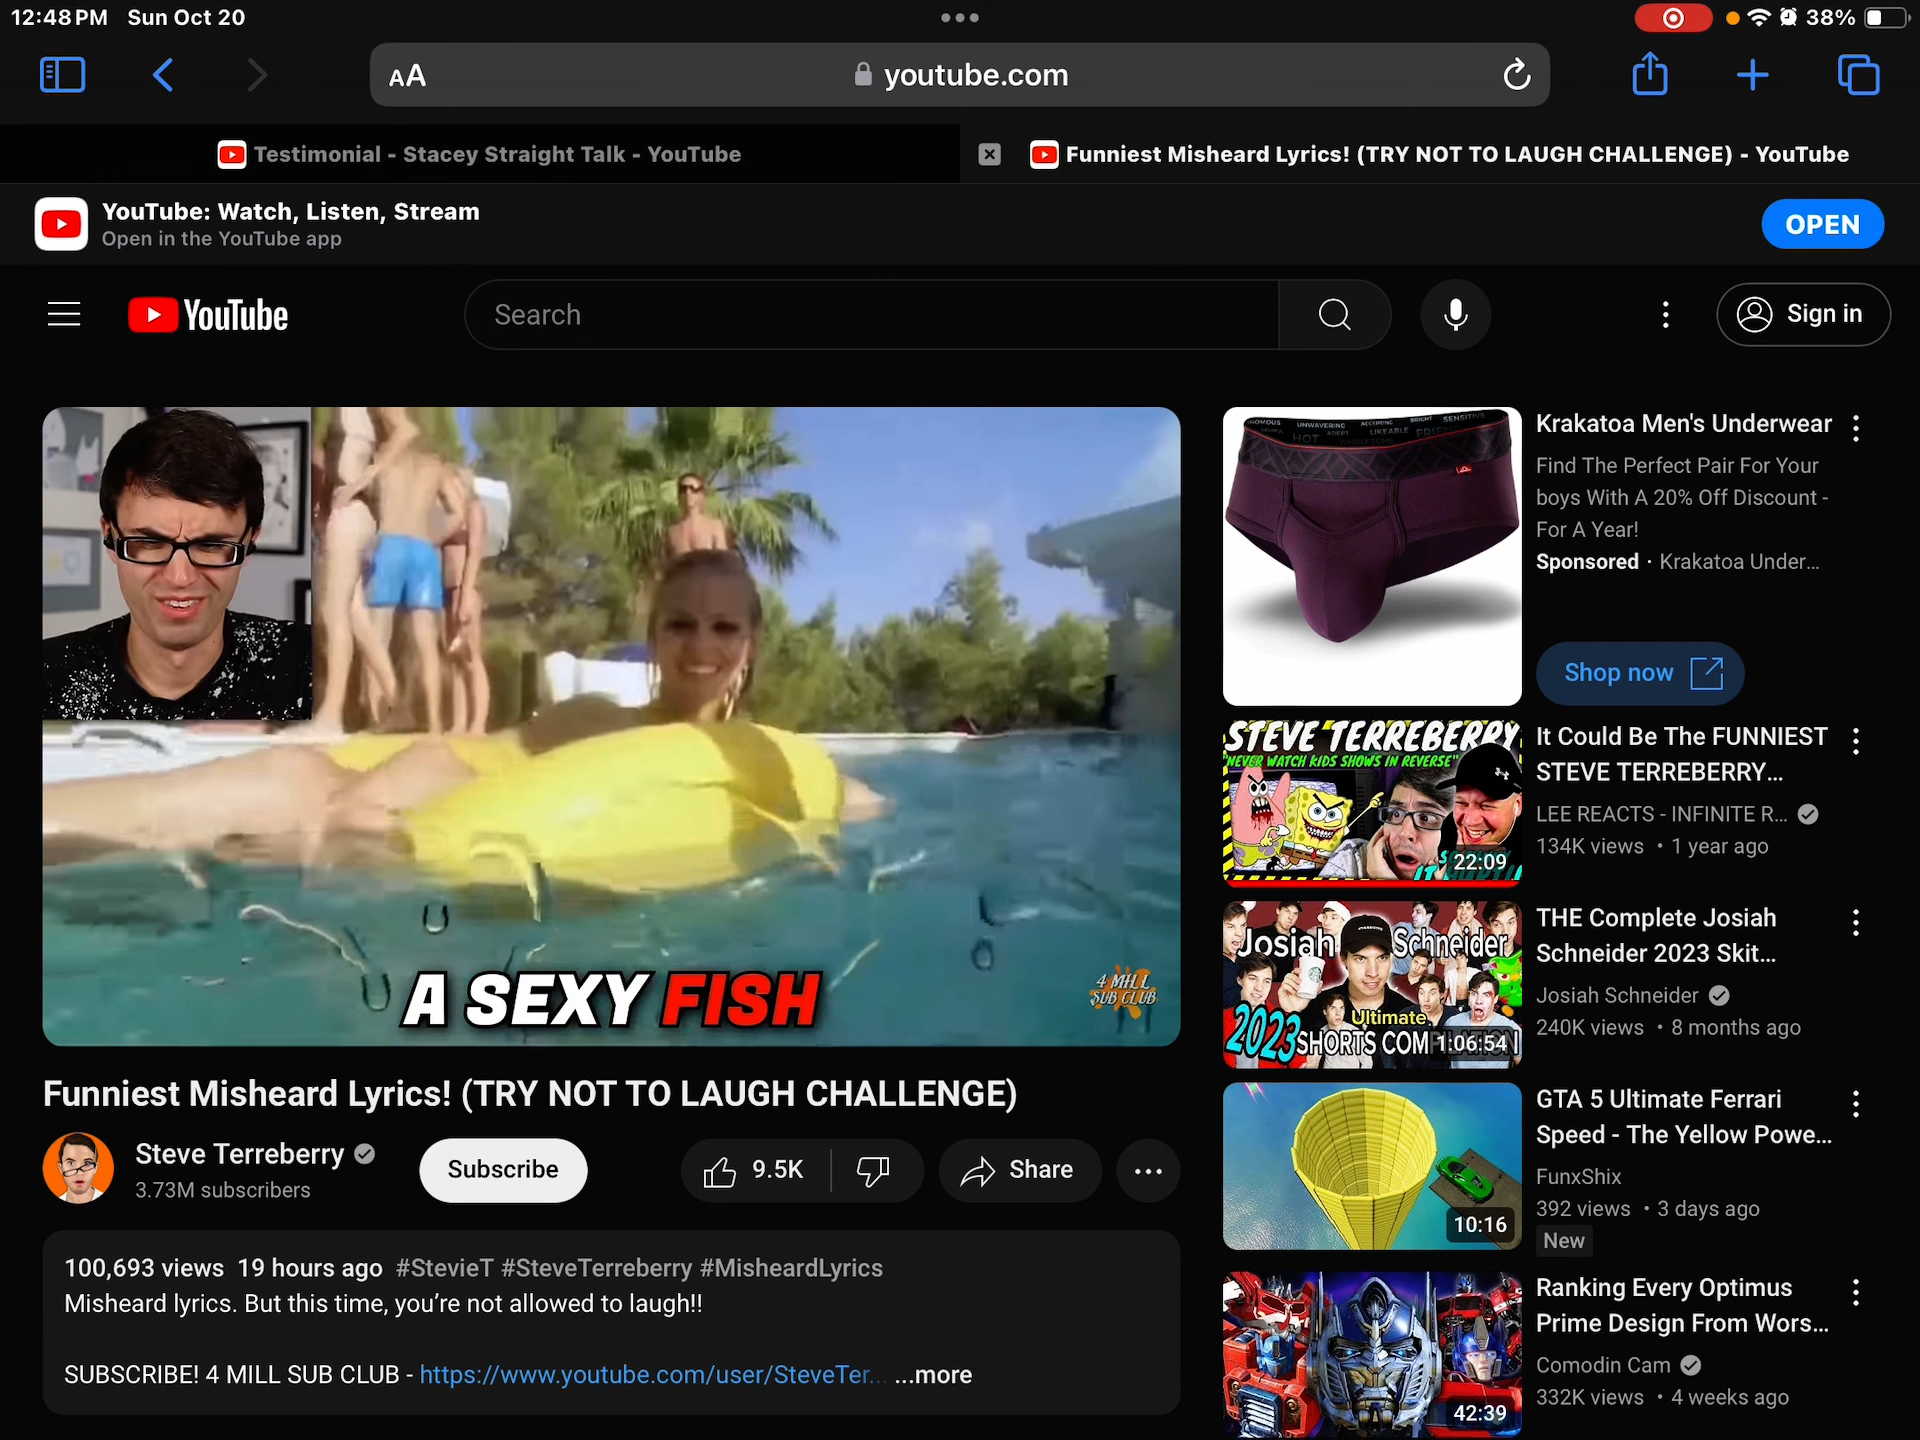 12:48 PM Sun Oct 20
38%
AA
youtube.com
Testimonial - Stacey Straight Talk - YouTube
Funniest Misheard Lyrics! (TRY NOT TO LAUGH CHALLENGE) - YouTube
YouTube: Watch, Listen, Stream
Open in the YouTube app
OPEN
YouTube
Search
Sign in
A SEXY FISH
4 MILL
SUB CLUB
Funniest Misheard Lyrics! (TRY NOT TO LAUGH CHALLENGE)
Steve Terreberry
3.73M subscribers
Subscribe
9.5K
Share
100,693 views 19 hours ago #StevieT #SteveTerreberry #MisheardLyrics
Misheard lyrics. But this time, you’re not allowed to laugh!!
SUBSCRIBE! 4 MILL SUB CLUB - https://www.youtube.com/user/SteveTer... ...more
UNWAVERING ACCEPTING BRIGHT SENSITIVE
HOT ADEPT LIKEABLE
WHOLESOME
Krakatoa Men's Underwear
Find The Perfect Pair For Your
boys With A 20% Off Discount -
For A Year!
Sponsored · Krakatoa Under...
Shop now
STEVE TERREBERRY
"NEVER WATCH KIDS SHOWS IN REVERSE"
22:09
It Could Be The FUNNIEST
STEVE TERREBERRY...
LEE REACTS - INFINITE R...
134K views • 1 year ago
Josiah Schneider
Ultimate
2023 SHORTS COMPILATION
1:06:54
THE Complete Josiah
Schneider 2023 Skit...
Josiah Schneider
240K views • 8 months ago
10:16
GTA 5 Ultimate Ferrari
Speed - The Yellow Powe...
FunxShix
392 views • 3 days ago
New
42:39
Ranking Every Optimus
Prime Design From Wors...
Comodin Cam
332K views • 4 weeks ago